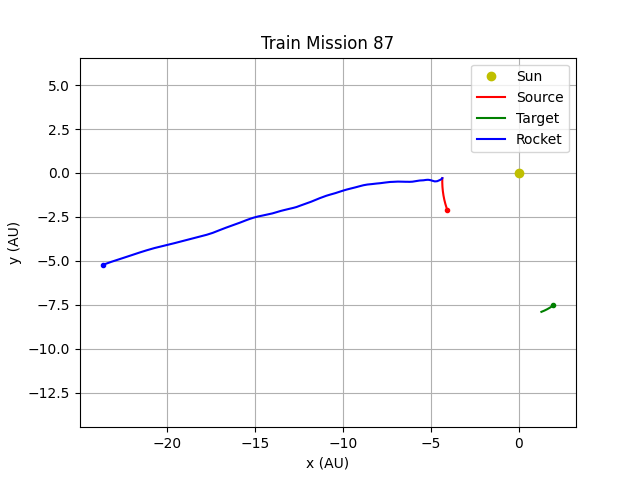 Train Mission 87
Sun
Source
Target
Rocket
5.0
2.5
0.0
−2.5
−5.0
−7.5
−10.0
−12.5
y (AU)
−20 −15 −10 −5 0
x (AU)